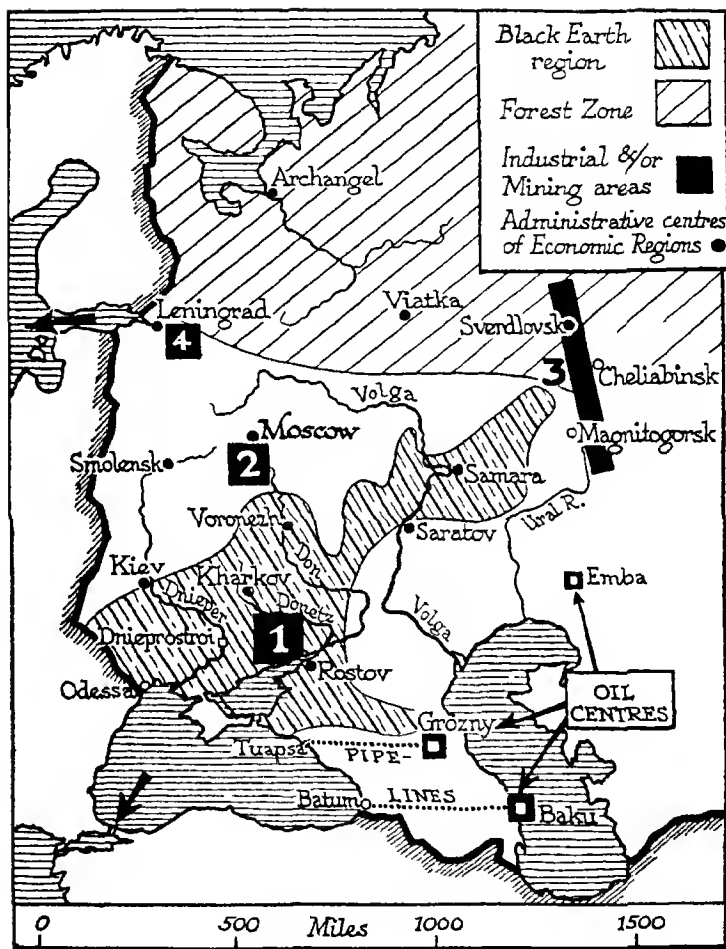 Black Earth
region
Forest Zone
Industrial &/or
Mining areas
Administrative centres
of Economic Regions
Archangel
Leningrad
4
Viatka
Sverdlovsk
3
Cheliabinsk
Volga
Moscow
2
Magnitogorsk
Smolensk
Samara
Ural R.
Voronezh
Saratov
Don
Kiev
Kharkov
Dnieper
Donetz
Emba
Dnieprostroi
1
Volga
Odessa
Rostov
OIL
CENTRES
Grozny
Tuapsa
PIPE-
Batum
LINES
Baku
0 500 Miles 1000 1500